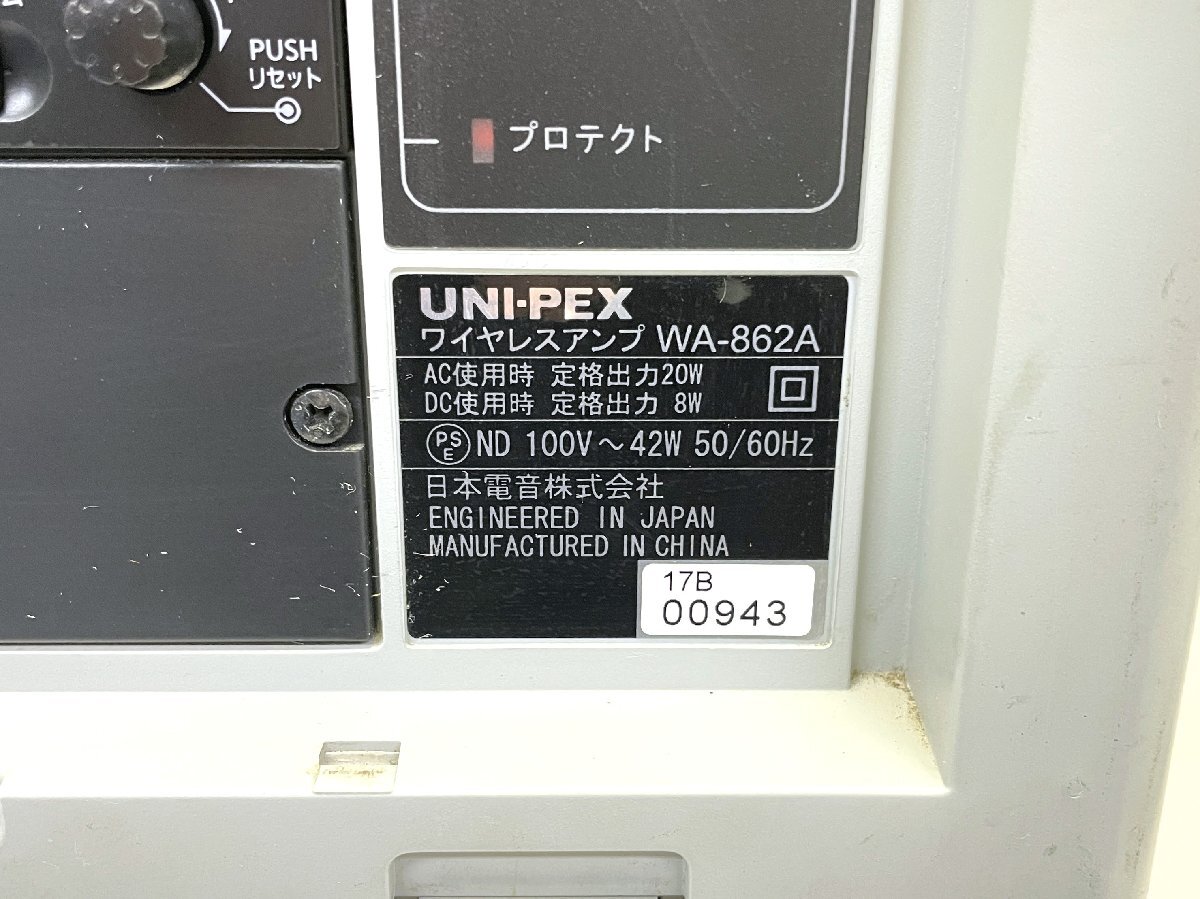 PUSH
リセット
プロテクト
UNI-PEX
ワイヤレスアンプ WA-862A
AC使用時 定格出力20W
DC使用時 定格出力 8W
PSE ND 100V～42W 50/60Hz
日本電音株式会社
ENGINEERED IN JAPAN
MANUFACTURED IN CHINA
17B
00943